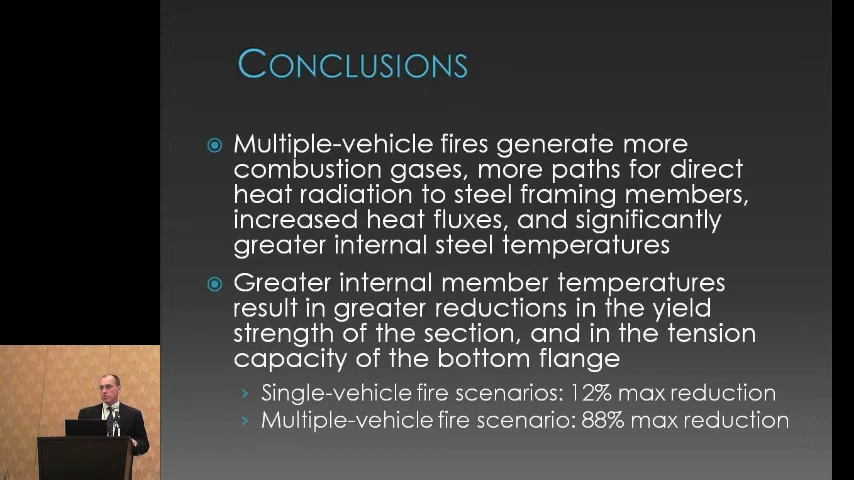 CONCLUSIONS
Multiple-vehicle fires generate more
combustion gases, more paths for direct
heat radiation to steel framing members,
increased heat fluxes, and significantly
greater internal steel temperatures
Greater internal member temperatures
result in greater reductions in the yield
strength of the section, and in the tension
capacity of the bottom flange
Single-vehicle fire scenarios: 12% max reduction
Multiple-vehicle fire scenario: 88% max reduction